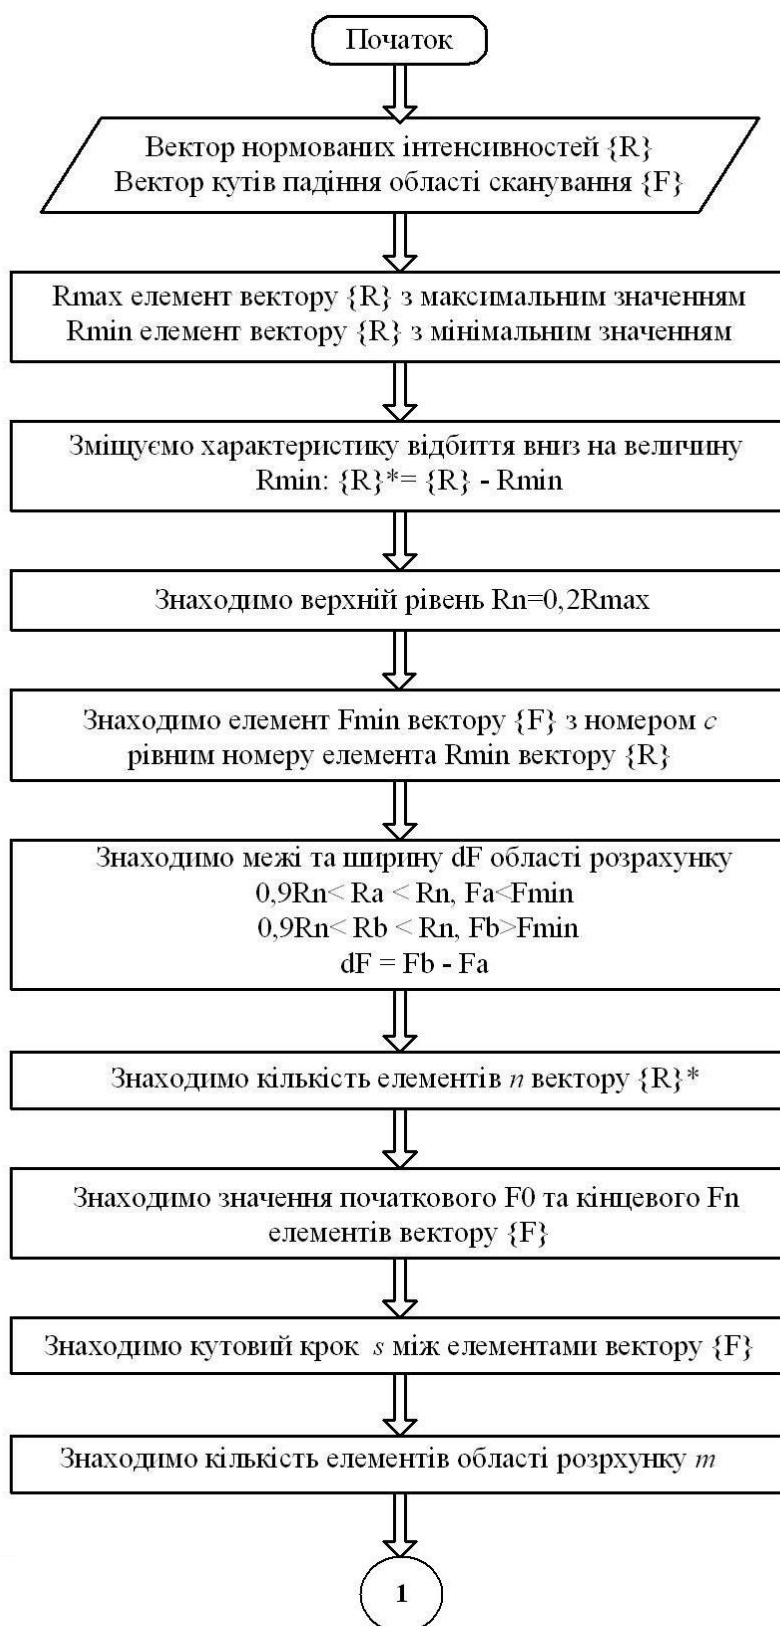 Початок
Вектор нормованих інтенсивностей {R}
Вектор кутів падіння області сканування {F}
Rmax елемент вектору {R} з максимальним значенням
Rmin елемент вектору {R} з мінімальним значенням
Зміщуємо характеристику відбиття вниз на величину
Rmin: {R}*= {R} - Rmin
Знаходимо верхній рівень Rn=0,2Rmax
Знаходимо елемент Fmin вектору {F} з номером c
рівним номеру елемента Rmin вектору {R}
Знаходимо межі та ширину dF області розрахунку
0,9Rn< Ra < Rn, Fa<Fmin
0,9Rn< Rb < Rn, Fb>Fmin
dF = Fb - Fa
Знаходимо кількість елементів n вектору {R}*
Знаходимо значення початкового F0 та кінцевого Fn
елементів вектору {F}
Знаходимо кутовий крок s між елементами вектору {F}
Знаходимо кількість елементів області розрхунку m
1